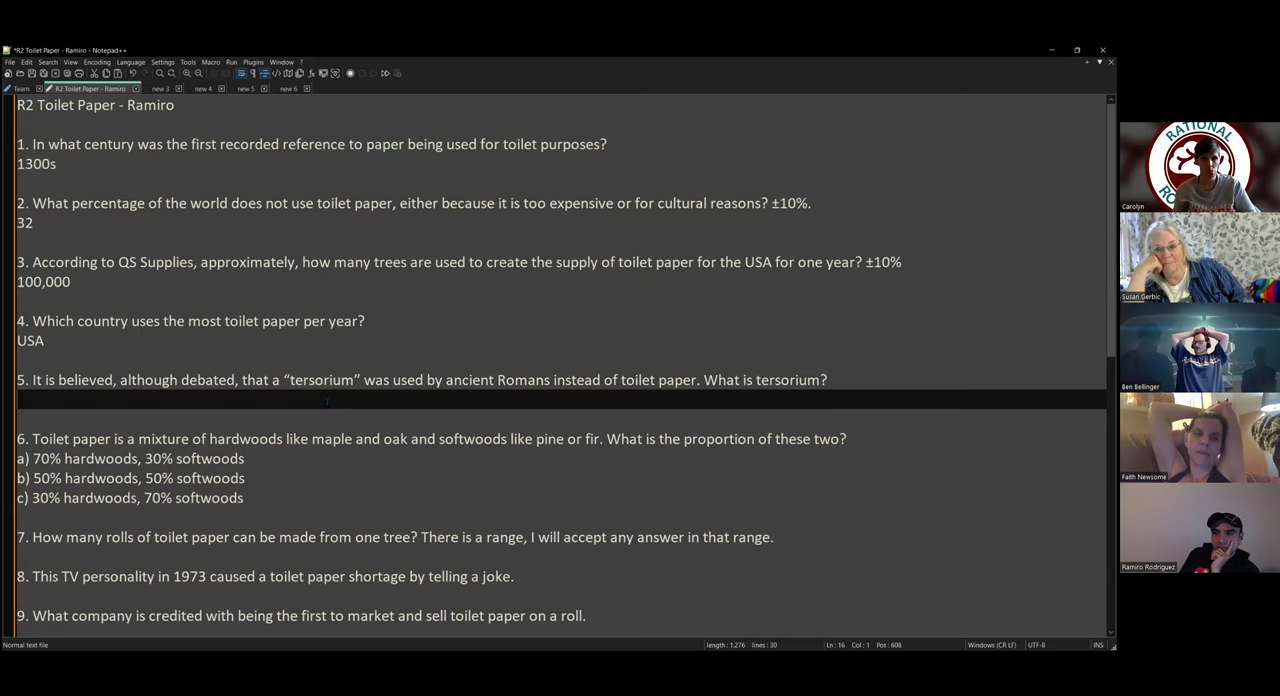 *R2 Toilet Paper - Ramiro - Notepad++
File Edit Search View Encoding Language Settings Tools Macro Run Plugins Window ?
Team R2 Toilet Paper - Ramiro new 3 new 4 new 5 new 6
R2 Toilet Paper - Ramiro
1. In what century was the first recorded reference to paper being used for toilet purposes?
1300s
2. What percentage of the world does not use toilet paper, either because it is too expensive or for cultural reasons? ±10%.
32
3. According to QS Supplies, approximately, how many trees are used to create the supply of toilet paper for the USA for one year? ±10%
100,000
4. Which country uses the most toilet paper per year?
USA
5. It is believed, although debated, that a “tersorium” was used by ancient Romans instead of toilet paper. What is tersorium?
6. Toilet paper is a mixture of hardwoods like maple and oak and softwoods like pine or fir. What is the proportion of these two?
a) 70% hardwoods, 30% softwoods
b) 50% hardwoods, 50% softwoods
c) 30% hardwoods, 70% softwoods
7. How many rolls of toilet paper can be made from one tree? There is a range, I will accept any answer in that range.
8. This TV personality in 1973 caused a toilet paper shortage by telling a joke.
9. What company is credited with being the first to market and sell toilet paper on a roll.
Normal text file length : 1,276 lines : 30 Ln : 16 Col : 1 Pos : 608 Windows (CR LF) UTF-8 INS
RATIONAL
Carolyn
Susan Gerbic
Ben Bellinger
Faith Newsome
Ramiro Rodriguez